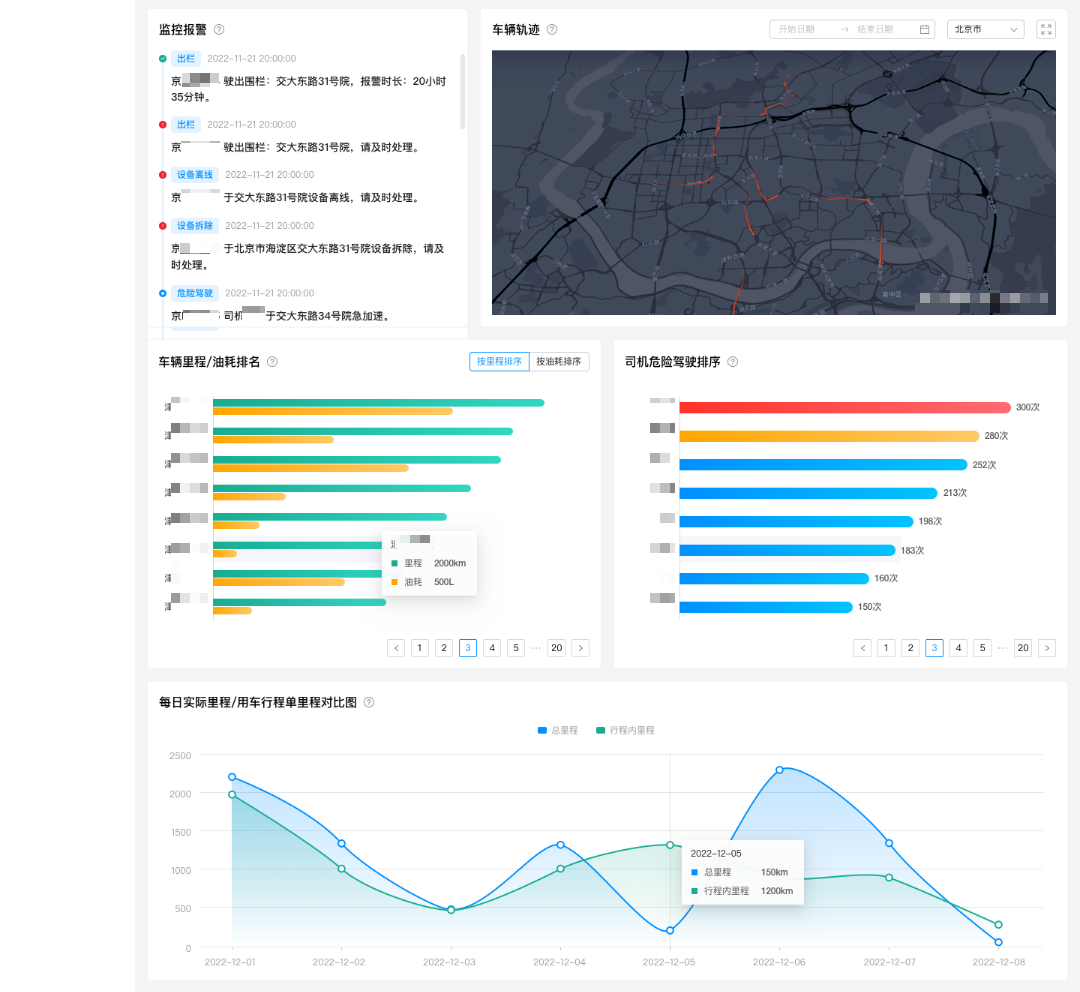 监控报警
出栏 2022-11-21 20:00:00
京 驶出围栏：交大东路31号院，报警时长：20小时
35分钟。
出栏 2022-11-21 20:00:00
京 驶出围栏：交大东路31号院，请及时处理。
设备离线 2022-11-21 20:00:00
京 于交大东路31号院设备离线，请及时处理。
设备拆除 2022-11-21 20:00:00
京 于北京市海淀区交大东路31号院设备拆除，请及
时处理。
危险驾驶 2022-11-21 20:00:00
京 司机 于交大东路34号院急加速。
车辆轨迹
开始日期 → 结束日期
北京市
渝中区
车辆里程/油耗排名
按里程排序 按油耗排序
里程 2000km
油耗 500L
< 1 2 3 4 5 ··· 20 >
司机危险驾驶排序
300次
280次
252次
213次
198次
183次
160次
150次
< 1 2 3 4 5 ··· 20 >
每日实际里程/用车行程单里程对比图
总里程 行程内里程
2500
2000
1500
1000
500
0
2022-12-05
总里程 150km
行程内里程 1200km
2022-12-01 2022-12-02 2022-12-03 2022-12-04 2022-12-05 2022-12-06 2022-12-07 2022-12-08